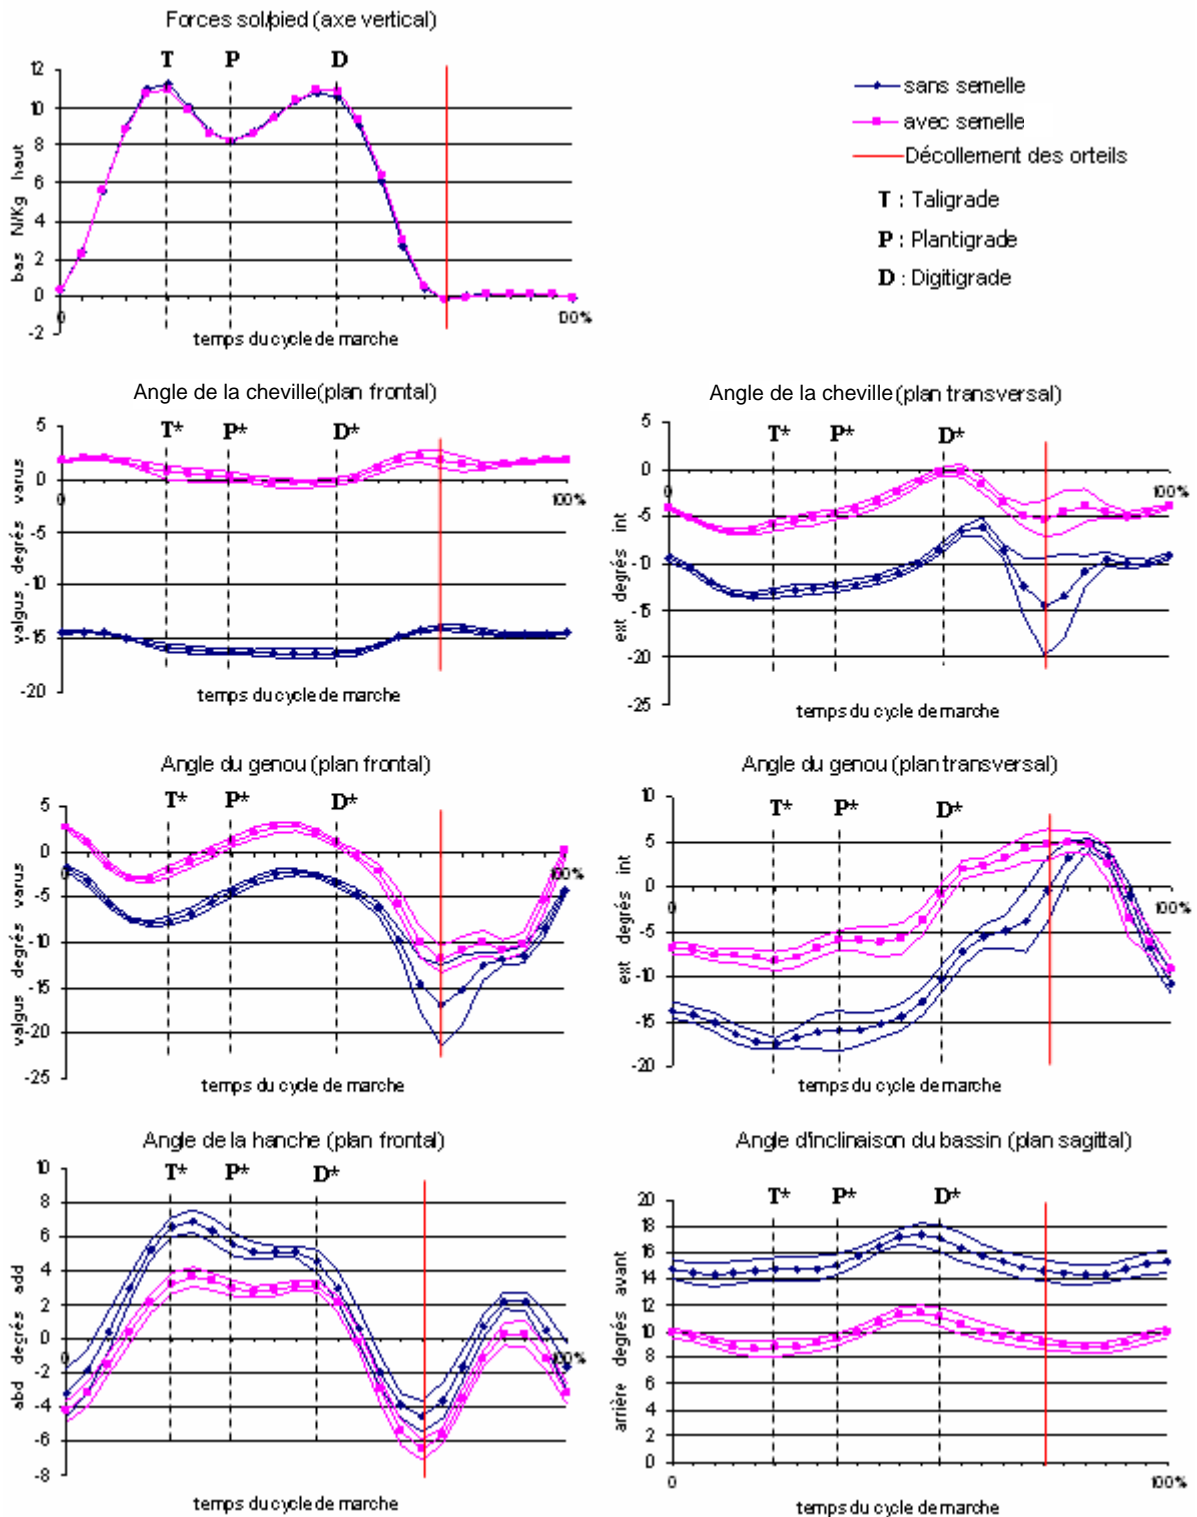 Forces sol/pied (axe vertical)
T P D
12
10
8
6
4
2
0
-2
bas N/Kg haut
0 100%
temps du cycle de marche
sans semelle
avec semelle
Décollement des orteils
T : Taligrade
P : Plantigrade
D : Digitigrade
Angle de la cheville(plan frontal)
T* P* D*
5
0
-5
-10
-15
-20
valgus degrés varus
0 100%
temps du cycle de marche
Angle de la cheville (plan transversal)
T* P* D*
5
0
-5
-10
-15
-20
-25
ext degrés int
0 100%
temps du cycle de marche
Angle du genou (plan frontal)
T* P* D*
5
0
-5
-10
-15
-20
-25
valgus degrés varus
100%
temps du cycle de marche
Angle du genou (plan transversal)
T* P* D*
10
5
0
-5
-10
-15
-20
ext degrés int
0 100%
temps du cycle de marche
Angle de la hanche (plan frontal)
T* P* D*
10
8
6
4
2
0
-2
-4
-6
-8
abd degrés add
0 100%
temps du cycle de marche
Angle d'inclinaison du bassin (plan sagittal)
T* P* D*
20
18
16
14
12
10
8
6
4
2
0
arrière degrés avant
0 100%
temps du cycle de marche